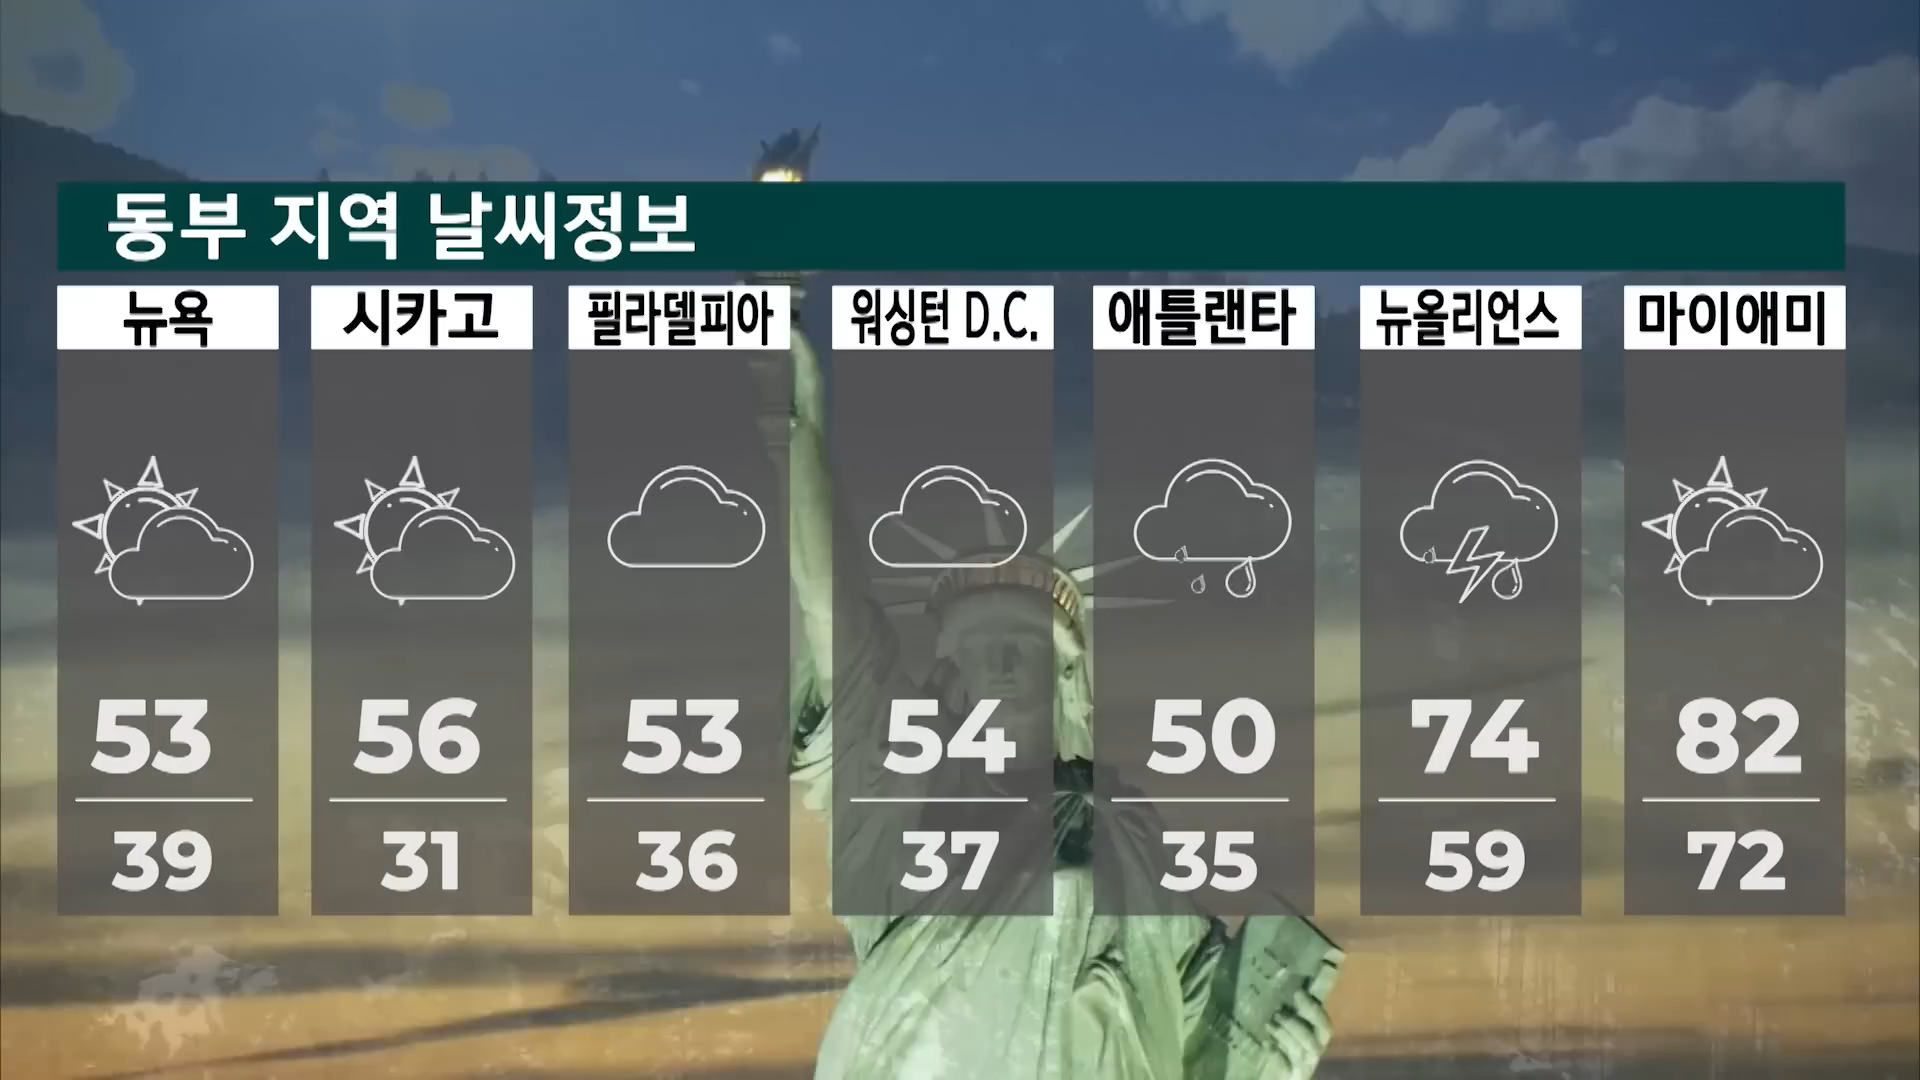 동부 지역 날씨정보
뉴욕 시카고 필라델피아 워싱턴 D.C. 애틀랜타 뉴올리언스 마이애미
53 56 53 54 50 74 82
39 31 36 37 35 59 72